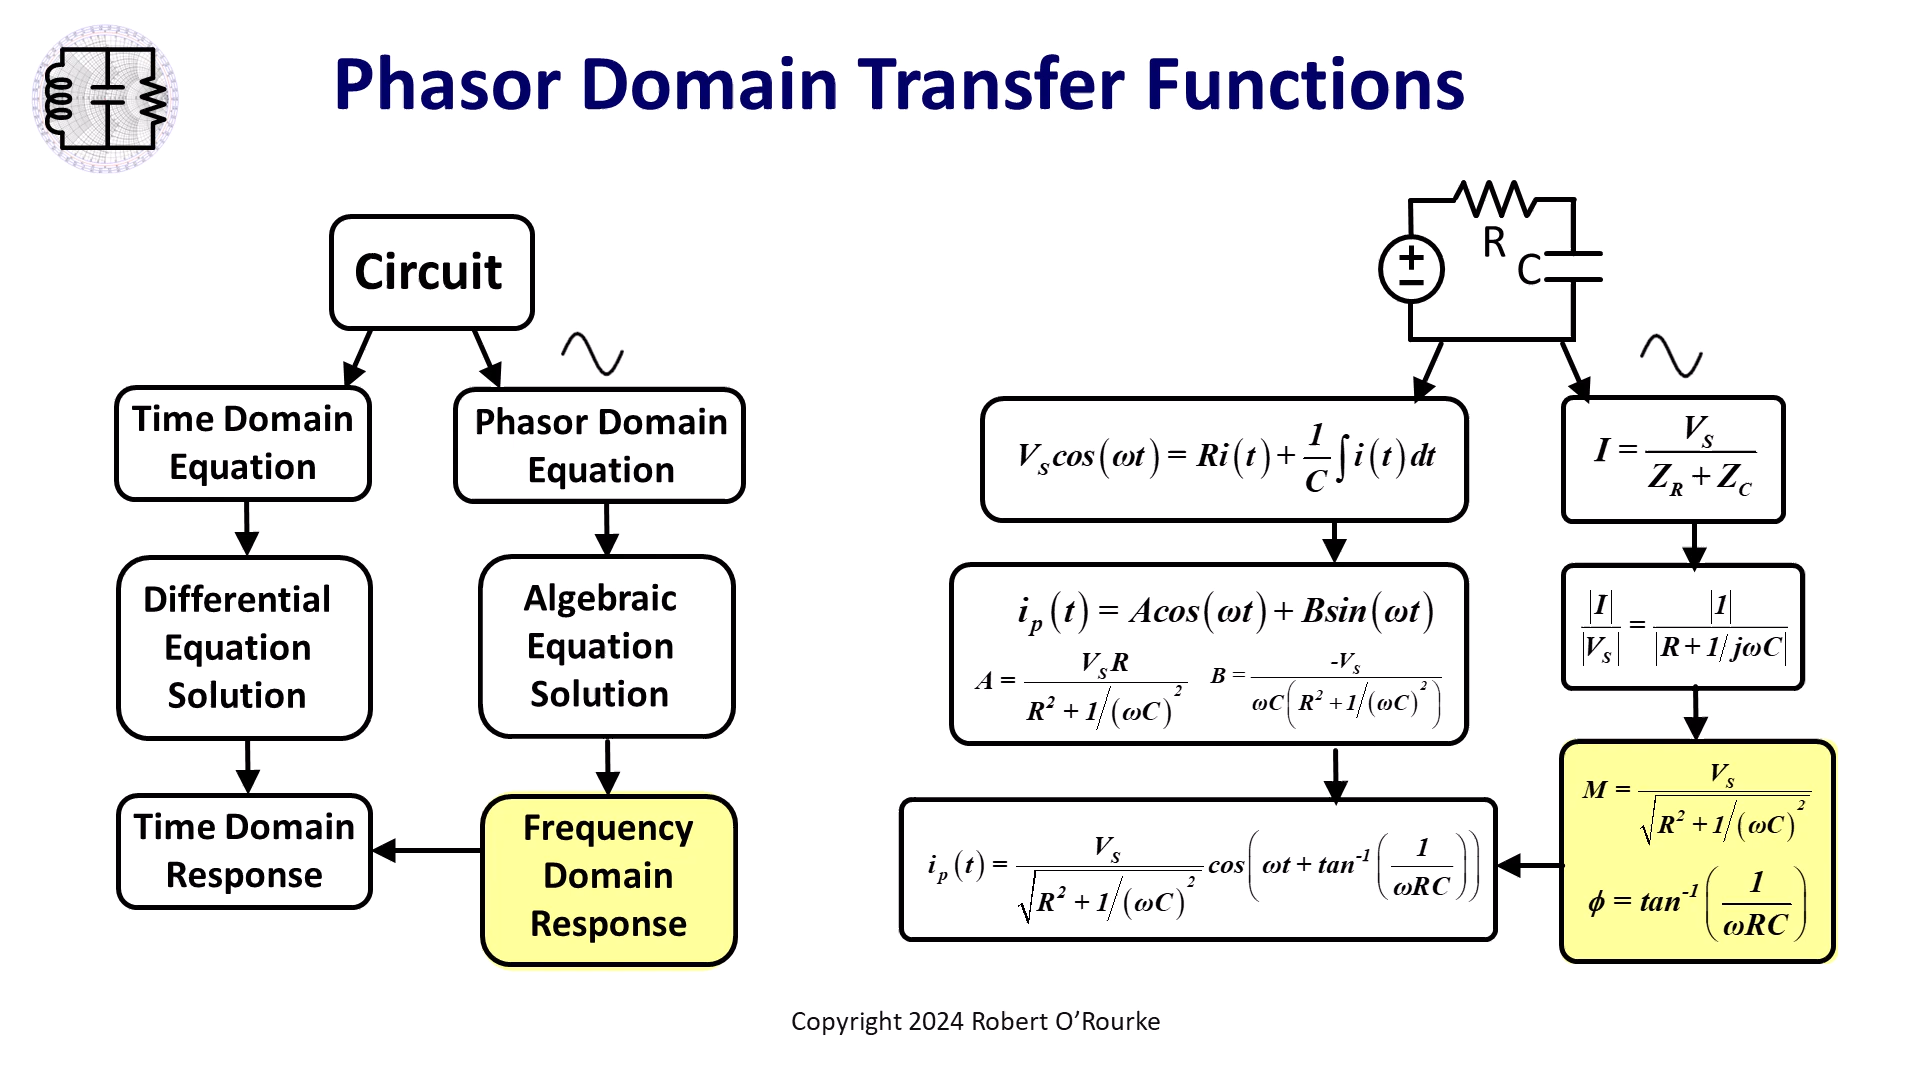 Phasor Domain Transfer Functions
Circuit
Time Domain
Equation
Phasor Domain
Equation
Differential
Equation
Solution
Algebraic
Equation
Solution
Time Domain
Response
Frequency
Domain
Response
R
C
+
−
V_S cos(ωt) = Ri(t) + 1/C ∫ i(t) dt
I = V_S / (Z_R + Z_C)
i_p(t) = Acos(ωt) + Bsin(ωt)
A = V_S R / (R² + 1/(ωC)²)
B = -V_S / (ωC(R² + 1/(ωC)²))
|I| / |V_S| = |1| / |R + 1/jωC|
i_p(t) = V_S / √(R² + 1/(ωC)²) cos(ωt + tan⁻¹(1/ωRC))
M = V_S / √(R² + 1/(ωC)²)
ϕ = tan⁻¹(1/ωRC)
Copyright 2024 Robert O’Rourke